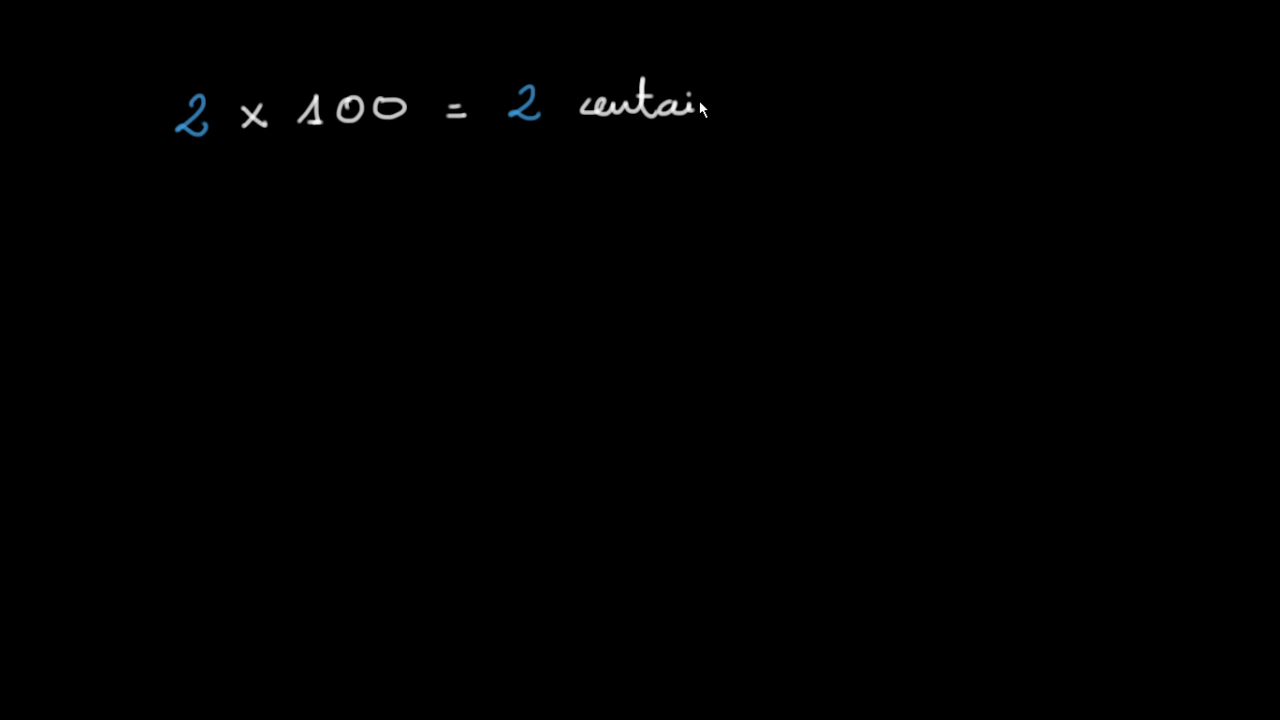 2 × 100 = 2 centai